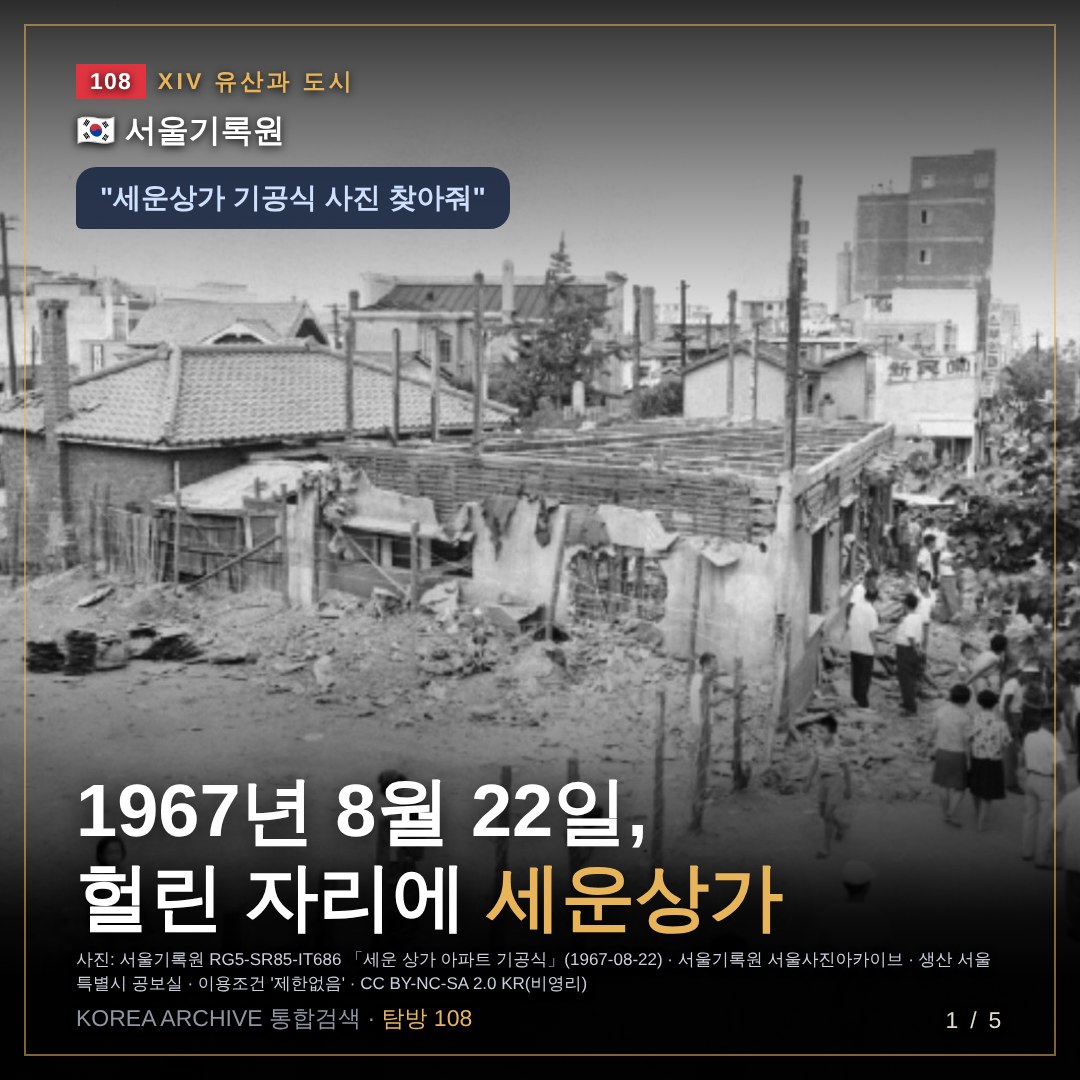 108 XIV 유산과 도시
🇰🇷 서울기록원
"세운상가 기공식 사진 찾아줘"
新民
1967년 8월 22일,
헐린 자리에 세운상가
사진: 서울기록원 RG5-SR85-IT686 「세운 상가 아파트 기공식」(1967-08-22) · 서울기록원 서울사진아카이브 · 생산 서울
특별시 공보실 · 이용조건 '제한없음' · CC BY-NC-SA 2.0 KR(비영리)
KOREA ARCHIVE 통합검색 · 탐방 108
1 / 5